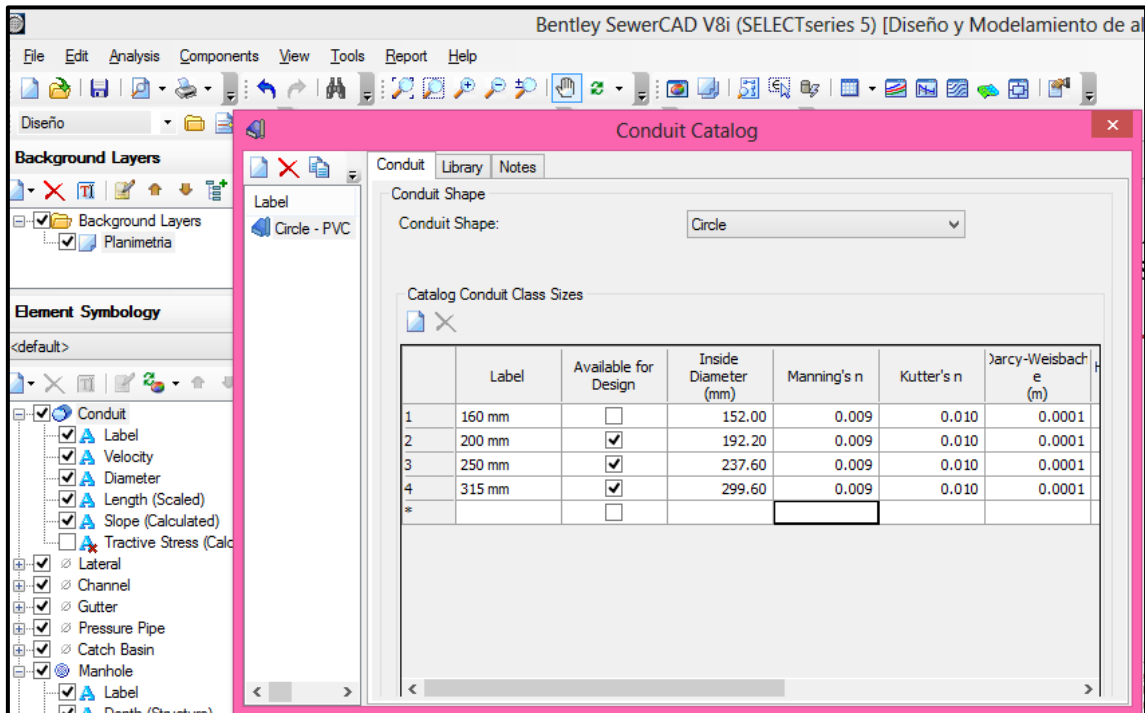 Bentley SewerCAD V8i (SELECTseries 5) [Diseño y Modelamiento de al
File Edit Analysis Components View Tools Report Help
Diseño
Background Layers
Background Layers
Planimetria
Element Symbology
<default>
Conduit
Label
Velocity
Diameter
Length (Scaled)
Slope (Calculated)
Tractive Stress (Calc
Lateral
Channel
Gutter
Pressure Pipe
Catch Basin
Manhole
Label
Depth (Structure)
Conduit Catalog
Label
Circle - PVC
Conduit Library Notes
Conduit Shape
Conduit Shape: Circle
Catalog Conduit Class Sizes
Label Available for Design Inside Diameter (mm) Manning's n Kutter's n Darcy-Weisbach e (m)
1 160 mm 152.00 0.009 0.010 0.0001
2 200 mm 192.20 0.009 0.010 0.0001
3 250 mm 237.60 0.009 0.010 0.0001
4 315 mm 299.60 0.009 0.010 0.0001
*